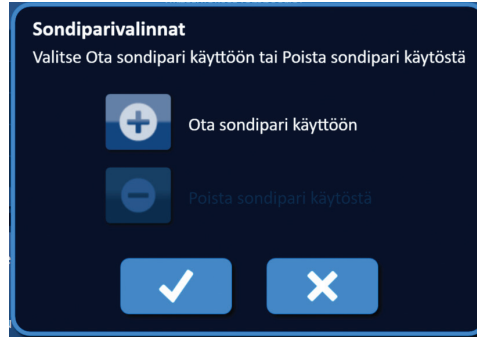 Sondiparivalinnat
Valitse Ota sondipari käyttöön tai Poista sondipari käytöstä
Ota sondipari käyttöön
Poista sondipari käytöstä